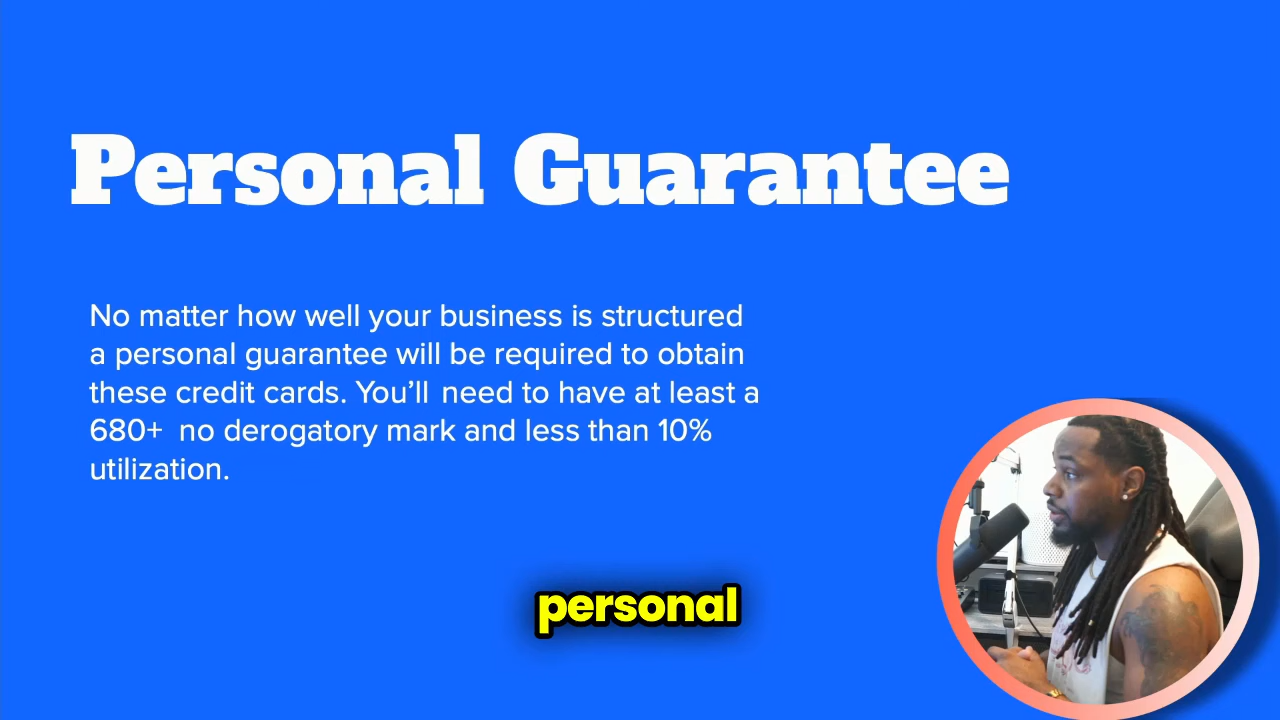 Personal Guarantee
No matter how well your business is structured
a personal guarantee will be required to obtain
these credit cards. You’ll need to have at least a
680+ no derogatory mark and less than 10%
utilization.
personal